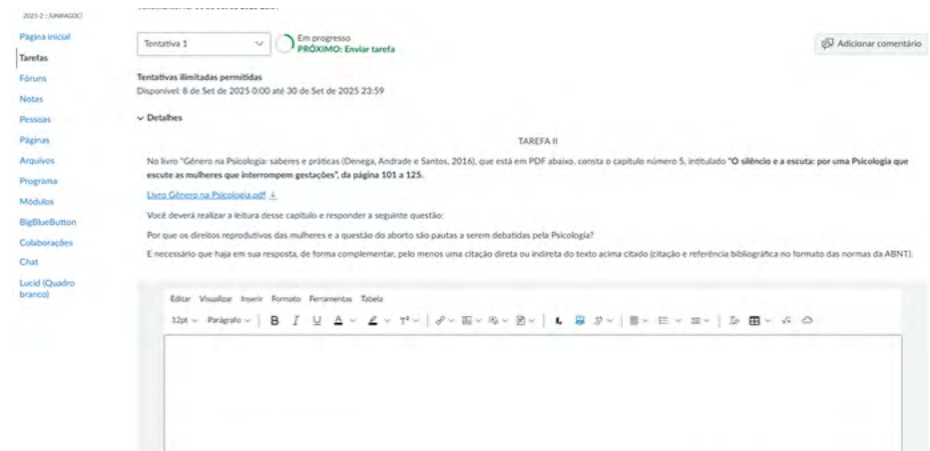 2025-2 - [UNIFAGOC]
Página inicial
Tarefas
Fóruns
Notas
Pessoas
Páginas
Arquivos
Programa
Módulos
BigBlueButton
Colaborações
Chat
Lucid (Quadro
branco)
Tentativa 1
Em progresso
PRÓXIMO: Enviar tarefa
Adicionar comentário
Tentativas ilimitadas permitidas
Disponível: 8 de Set de 2025 0:00 até 30 de Set de 2025 23:59
Detalhes
TAREFA II
No livro "Gênero na Psicologia: saberes e práticas (Denega, Andrade e Santos, 2016), que está em PDF abaixo, consta o capítulo número 5, intitulado "O silêncio e a escuta: por uma Psicologia que
escute as mulheres que interrompem gestações", da página 101 a 125.
Livro Gênero na Psicologia.pdf
Você deverá realizar a leitura desse capítulo e responder a seguinte questão:
Por que os direitos reprodutivos das mulheres e a questão do aborto são pautas a serem debatidas pela Psicologia?
É necessário que haja em sua resposta, de forma complementar, pelo menos uma citação direta ou indireta do texto acima citado (citação e referência bibliográfica no formato das normas da ABNT).
Editar Visualizar Inserir Formato Ferramentas Tabela
12pt Parágrafo B I U A T²